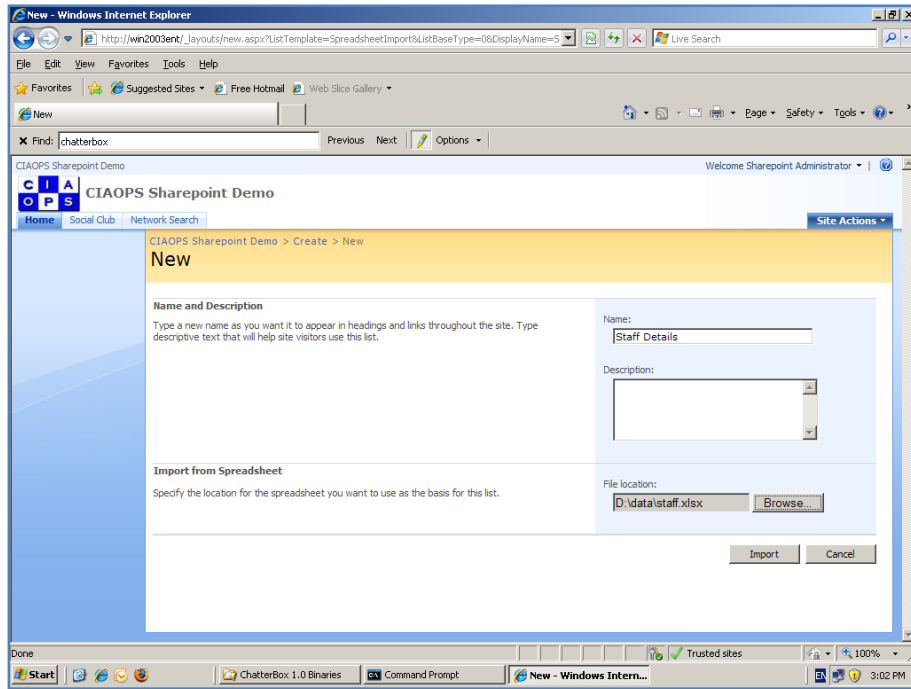 New - Windows Internet Explorer
http://win2003ent/_layouts/new.aspx?ListTemplate=SpreadsheetImport&ListBaseType=0&DisplayName=S
Live Search
File Edit View Favorites Tools Help
Favorites Suggested Sites Free Hotmail Web Slice Gallery
New
Page Safety Tools
Find: chatterbox Previous Next Options
CIAOPS Sharepoint Demo Welcome Sharepoint Administrator
C I A
O P S
CIAOPS Sharepoint Demo
Home Social Club Network Search Site Actions
CIAOPS Sharepoint Demo > Create > New
New
Name and Description
Type a new name as you want it to appear in headings and links throughout the site. Type
descriptive text that will help site visitors use this list.
Name:
Staff Details
Description:
Import from Spreadsheet
Specify the location for the spreadsheet you want to use as the basis for this list.
File location:
D:\data\staff.xlsx Browse...
Import Cancel
Done Trusted sites 100%
Start ChatterBox 1.0 Binaries Command Prompt New - Windows Intern... EN 3:02 PM